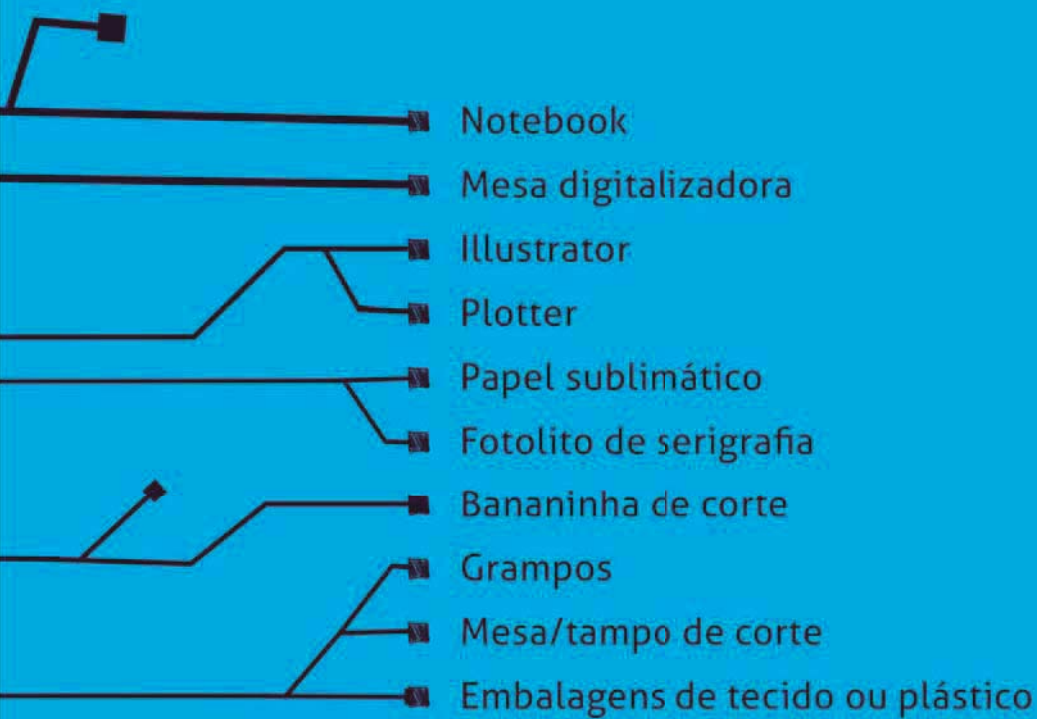 Notebook
Mesa digitalizadora
Illustrator
Plotter
Papel sublimático
Fotolito de serigrafia
Bananinha de corte
Grampos
Mesa/tampo de corte
Embalagens de tecido ou plástico